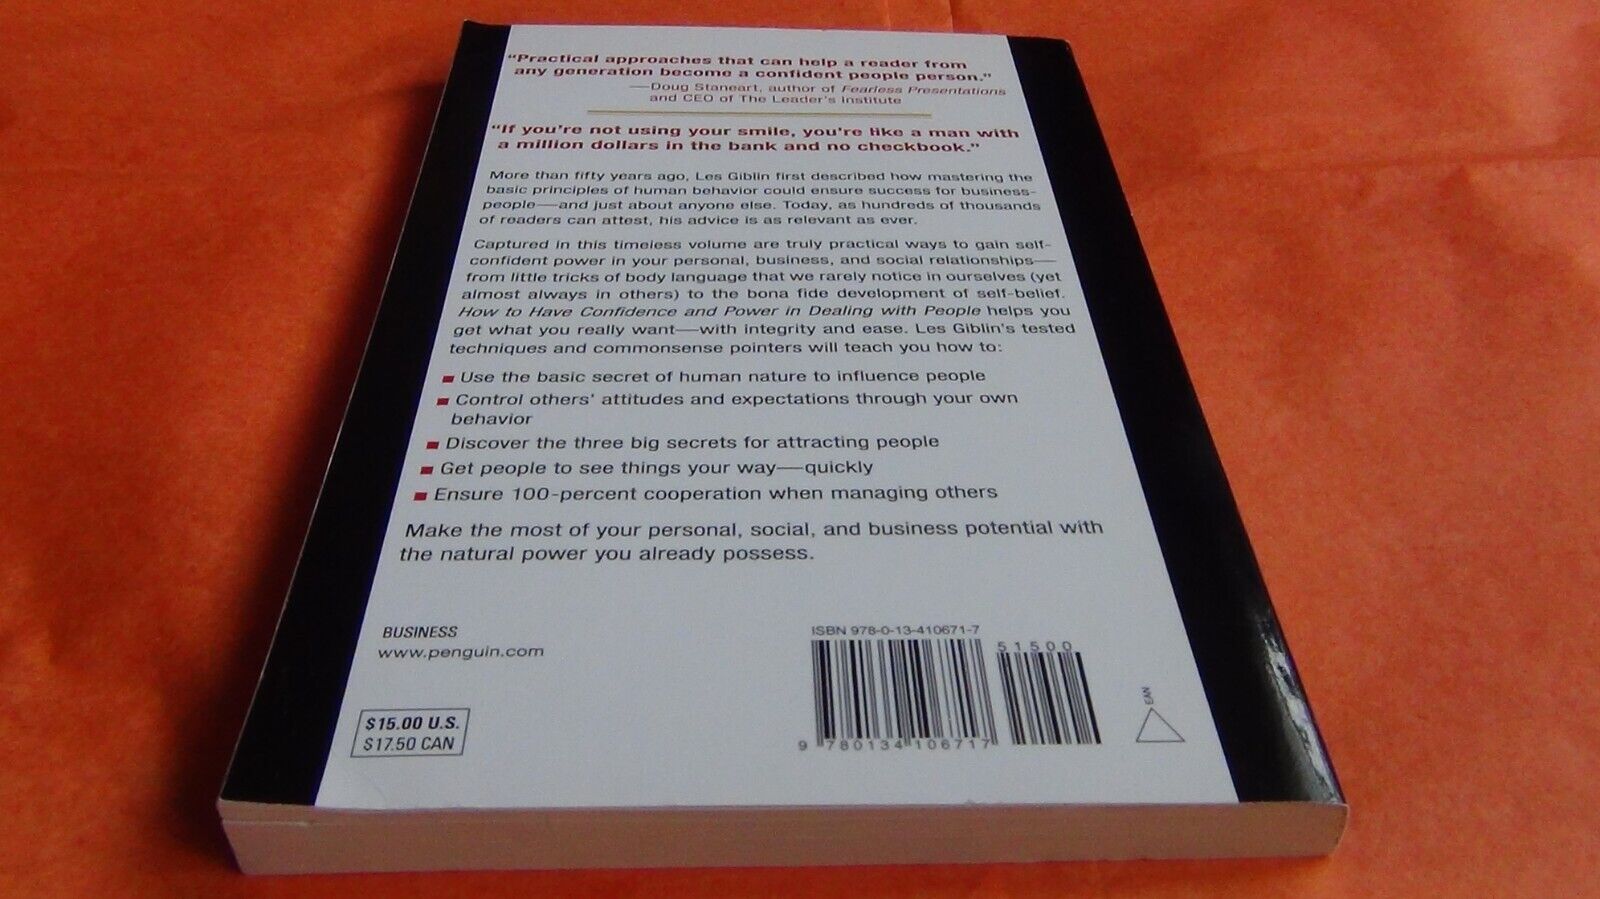 “Practical approaches that can help a reader from
any generation become a confident people person.”
—Doug Staneart, author of Fearless Presentations
and CEO of The Leader's Institute
“If you're not using your smile, you're like a man with
a million dollars in the bank and no checkbook.”
More than fifty years ago, Les Giblin first described how mastering the
basic principles of human behavior could ensure success for business-
people—and just about anyone else. Today, as hundreds of thousands
of readers can attest, his advice is as relevant as ever.
Captured in this timeless volume are truly practical ways to gain self-
confident power in your personal, business, and social relationships—
from little tricks of body language that we rarely notice in ourselves (yet
almost always in others) to the bona fide development of self-belief.
How to Have Confidence and Power in Dealing with People helps you
get what you really want—with integrity and ease. Les Giblin's tested
techniques and commonsense pointers will teach you how to:
■ Use the basic secret of human nature to influence people
■ Control others' attitudes and expectations through your own
behavior
■ Discover the three big secrets for attracting people
■ Get people to see things your way—quickly
■ Ensure 100-percent cooperation when managing others
Make the most of your personal, social, and business potential with
the natural power you already possess.
BUSINESS
www.penguin.com
$15.00 U.S.
$17.50 CAN
ISBN 978-0-13-410671-7
51500
9 780134 106717
EAN